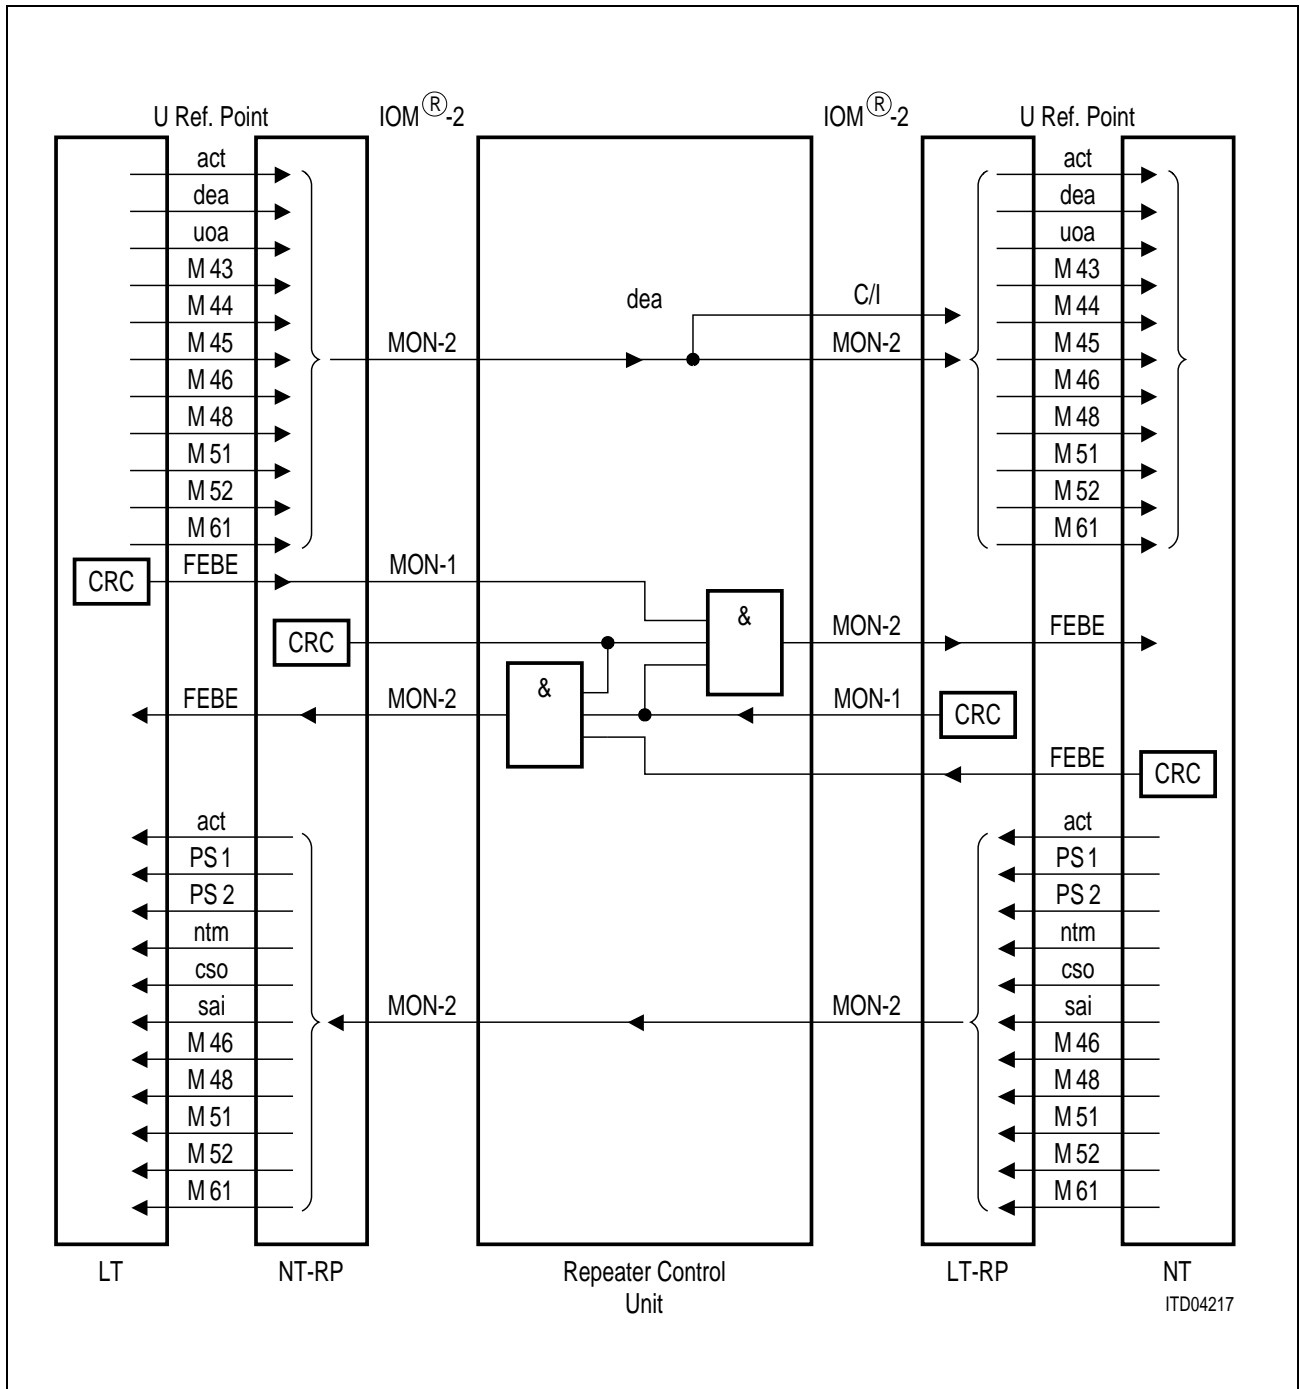 U Ref. Point IOM®-2 IOM®-2 U Ref. Point
act act
dea dea
uoa uoa
M 43 M 43
M 44 dea C/I M 44
M 45 MON-2 MON-2 M 45
M 46 M 46
M 48 M 48
M 51 M 51
M 52 M 52
M 61 M 61
CRC FEBE MON-1
CRC & MON-2 FEBE
FEBE MON-2 & MON-1 CRC
FEBE CRC
act act
PS 1 PS 1
PS 2 PS 2
ntm ntm
cso cso
sai MON-2 MON-2 sai
M 46 M 46
M 48 M 48
M 51 M 51
M 52 M 52
M 61 M 61
LT NT-RP Repeater Control LT-RP NT
Unit ITD04217